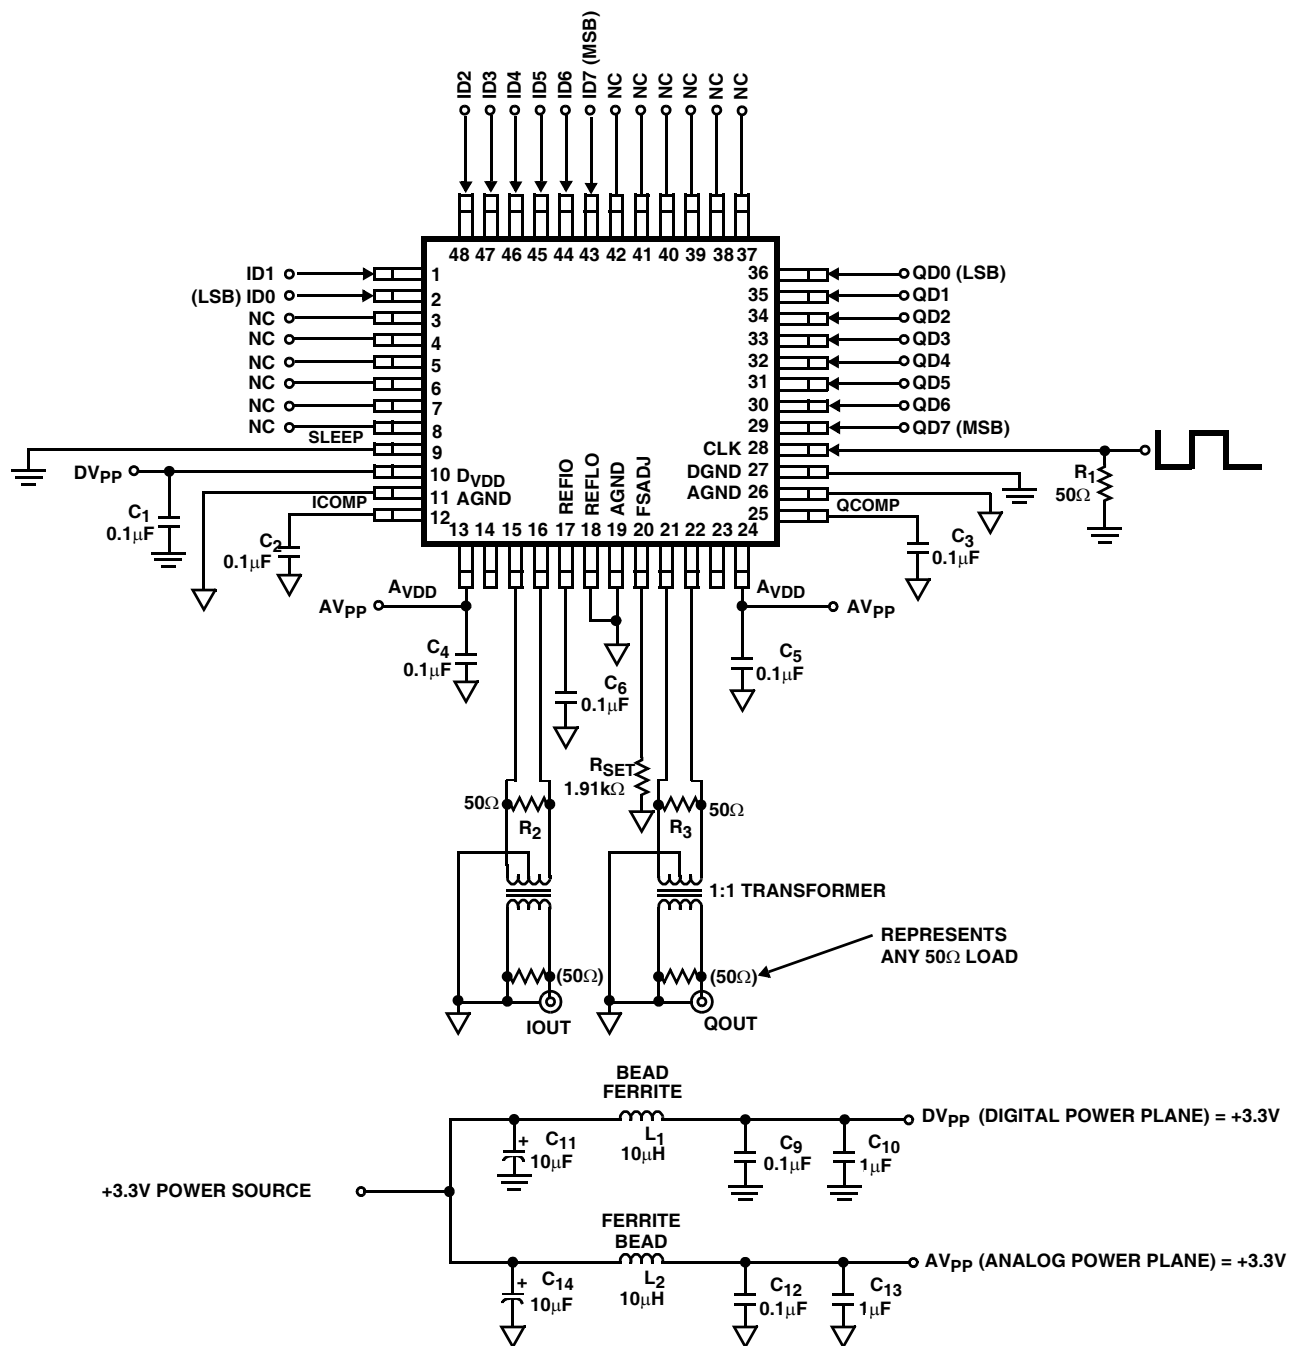 ID2
ID3
ID4
ID5
ID6
ID7 (MSB)
NC
NC
NC
NC
NC
NC
48 47 46 45 44 43 42 41 40 39 38 37
ID1
(LSB) ID0
NC
NC
NC
NC
NC
NC
SLEEP
DVPP
C1
0.1µF
ICOMP
C2
0.1µF
1
2
3
4
5
6
7
8
9
10 DVDD
11 AGND
12
REFIO
REFLO
AGND
FSADJ
36
35
34
33
32
31
30
29
CLK 28
DGND 27
AGND 26
25
QD0 (LSB)
QD1
QD2
QD3
QD4
QD5
QD6
QD7 (MSB)
R1
50Ω
QCOMP
C3
0.1µF
13 14 15 16 17 18 19 20 21 22 23 24
AVDD
AVPP
C4
0.1µF
C6
0.1µF
AVDD
AVPP
C5
0.1µF
RSET
1.91kΩ
50Ω
R2
R3
50Ω
1:1 TRANSFORMER
REPRESENTS
ANY 50Ω LOAD
(50Ω)
(50Ω)
IOUT
QOUT
BEAD
FERRITE
L1
10µH
C11
+
10µF
C9
0.1µF
C10
1µF
DVPP (DIGITAL POWER PLANE) = +3.3V
+3.3V POWER SOURCE
FERRITE
BEAD
L2
10µH
C14
+
10µF
C12
0.1µF
C13
1µF
AVPP (ANALOG POWER PLANE) = +3.3V